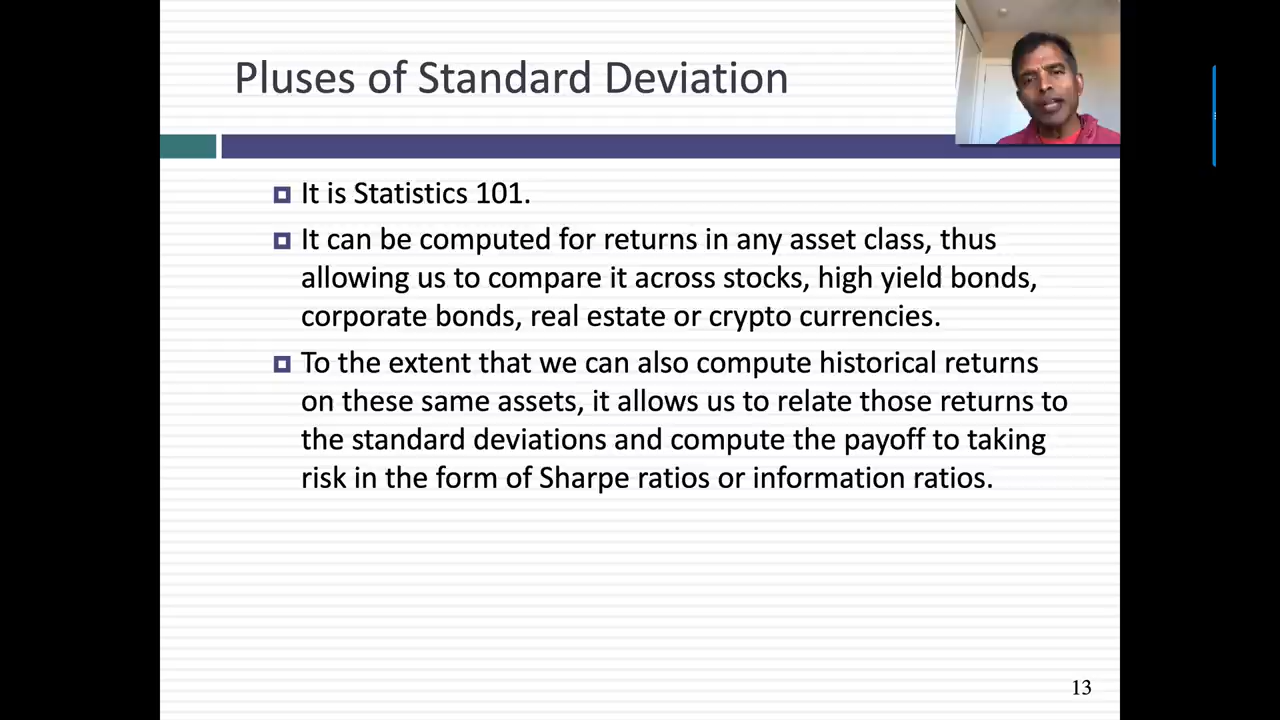 Pluses of Standard Deviation
It is Statistics 101.
It can be computed for returns in any asset class, thus
allowing us to compare it across stocks, high yield bonds,
corporate bonds, real estate or crypto currencies.
To the extent that we can also compute historical returns
on these same assets, it allows us to relate those returns to
the standard deviations and compute the payoff to taking
risk in the form of Sharpe ratios or information ratios.
13